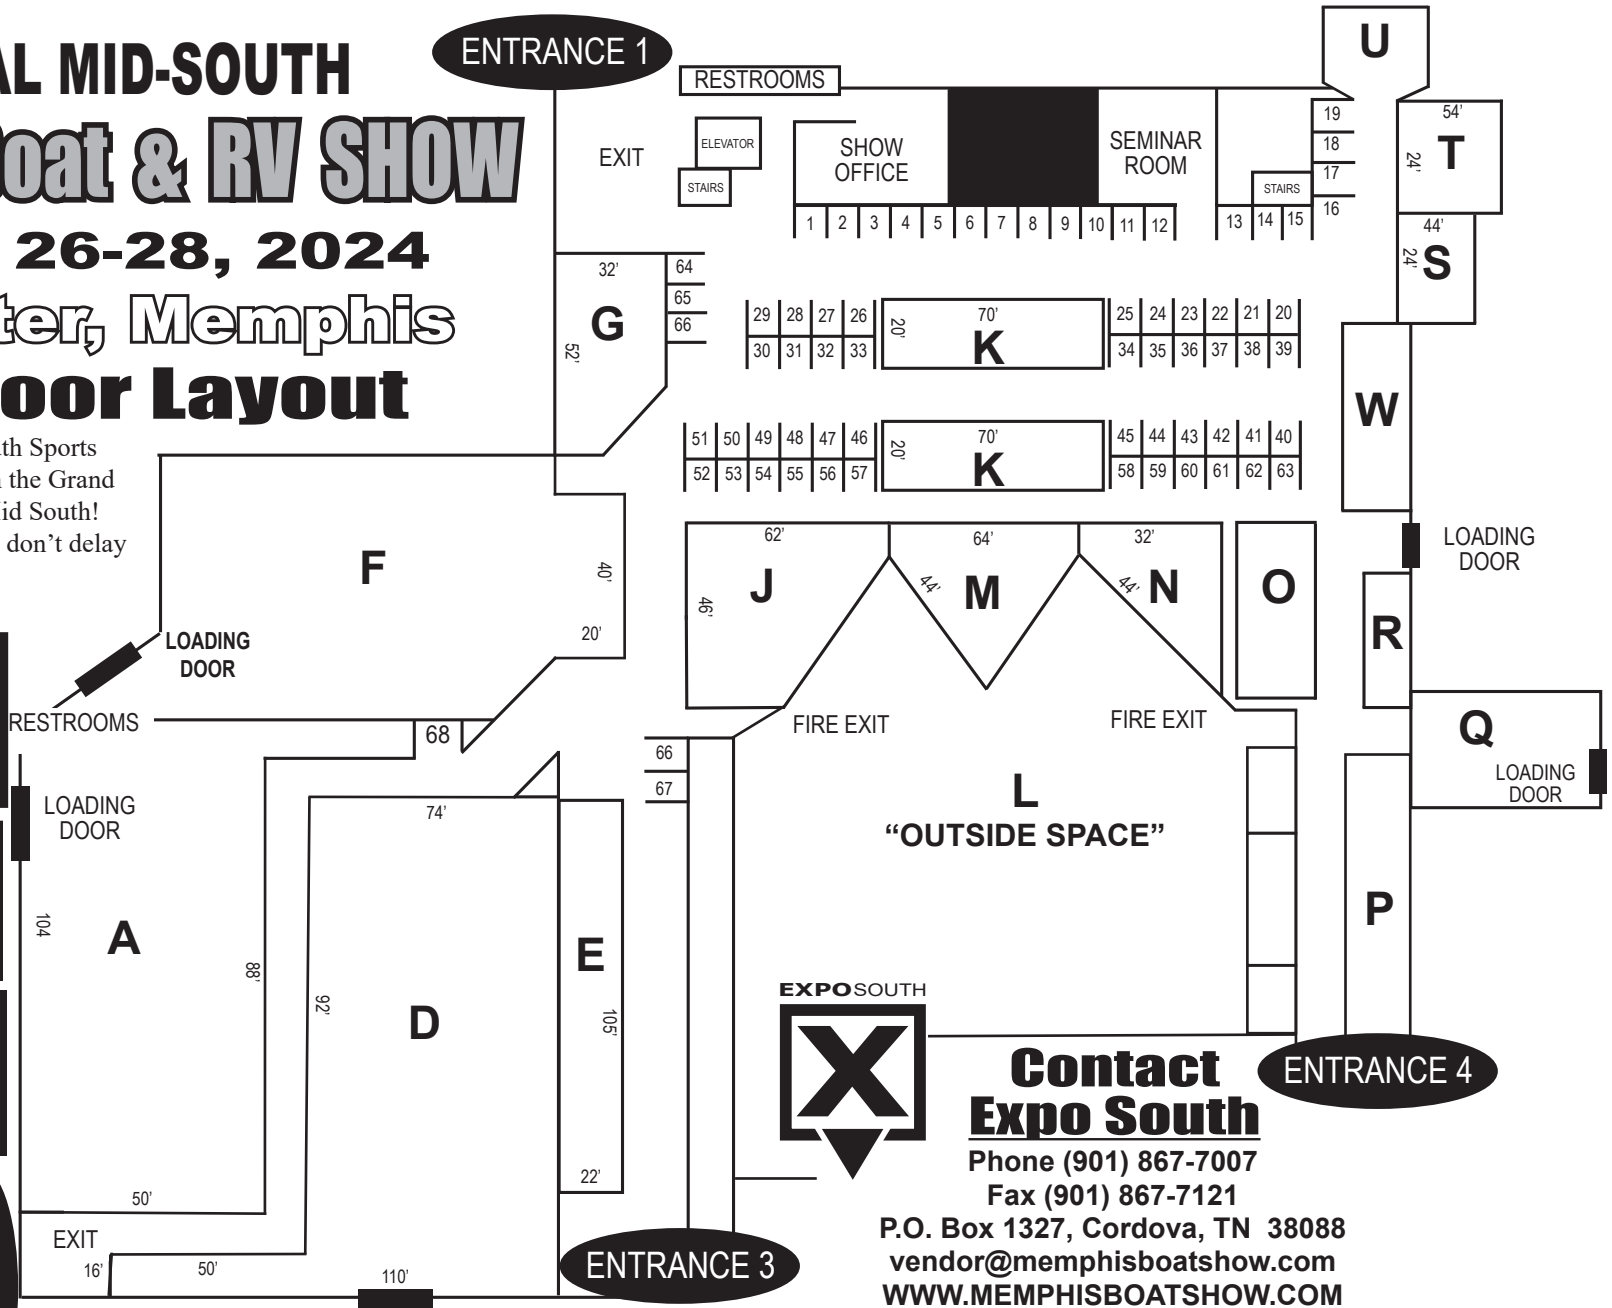 AL MID-SOUTH
oat & RV SHOW
26-28, 2024
ter, Memphis
oor Layout
th Sports
the Grand
id South!
don’t delay
ENTRANCE 1
RESTROOMS
EXIT
ELEVATOR
STAIRS
SHOW
OFFICE
SEMINAR
ROOM
STAIRS
1 2 3 4 5 6 7 8 9 10 11 12
13 14 15
19
18
17
16
U
54'
24'
T
44'
24'
S
W
32'
G
52'
64
65
66
29 28 27 26
30 31 32 33
20'
70'
K
25 24 23 22 21 20
34 35 36 37 38 39
51 50 49 48 47 46
52 53 54 55 56 57
20'
70'
K
45 44 43 42 41 40
58 59 60 61 62 63
LOADING
DOOR
F
40'
20'
LOADING
DOOR
RESTROOMS
68
62'
46'
J
64'
44'
M
32'
44'
N
O
R
Q
LOADING
DOOR
P
FIRE EXIT
FIRE EXIT
66
67
L
“OUTSIDE SPACE”
LOADING
DOOR
104
A
88'
50'
EXIT
16'
50'
110'
74'
92'
D
E
105'
22'
ENTRANCE 3
EXPOSOUTH
X
ENTRANCE 4
Contact
Expo South
Phone (901) 867-7007
Fax (901) 867-7121
P.O. Box 1327, Cordova, TN  38088
vendor@memphisboatshow.com
WWW.MEMPHISBOATSHOW.COM